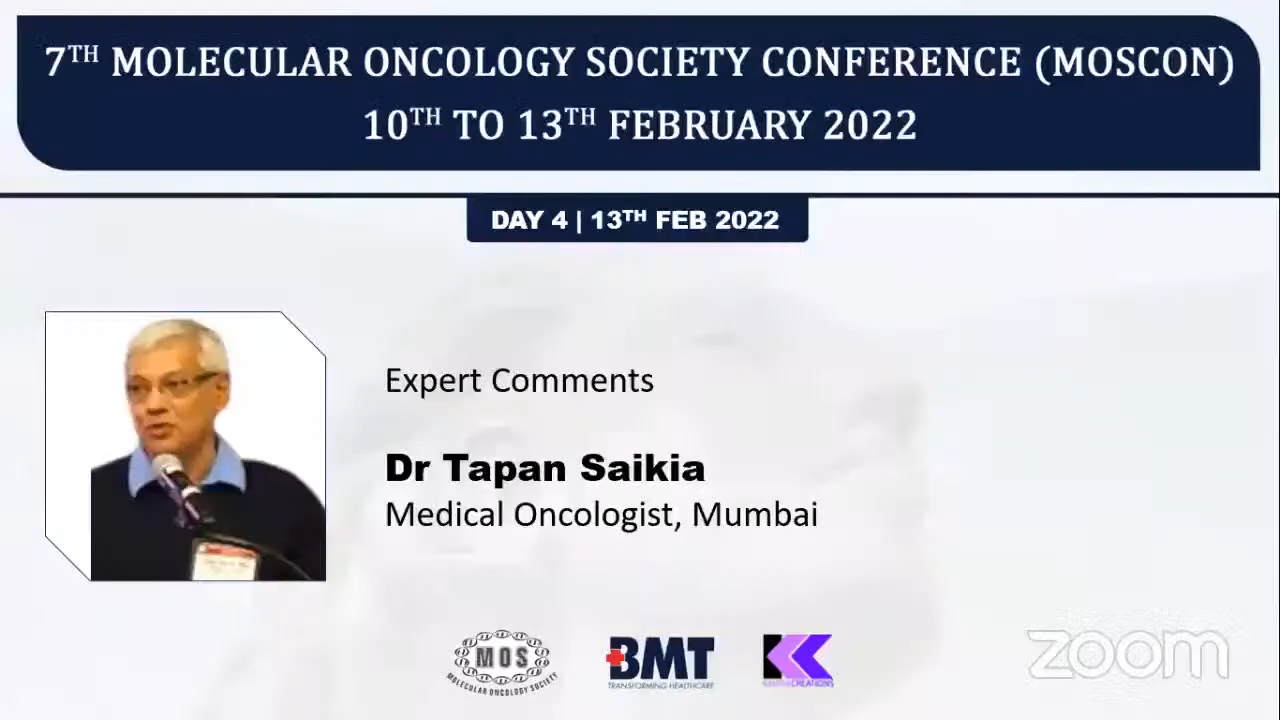 7TH MOLECULAR ONCOLOGY SOCIETY CONFERENCE (MOSCON)
10TH TO 13TH FEBRUARY 2022
DAY 4 | 13TH FEB 2022
Expert Comments
Dr Tapan Saikia
Medical Oncologist, Mumbai
MOS
MOLECULAR ONCOLOGY SOCIETY
BMT
TRANSFORMING HEALTHCARE
CREATIONS
zoom